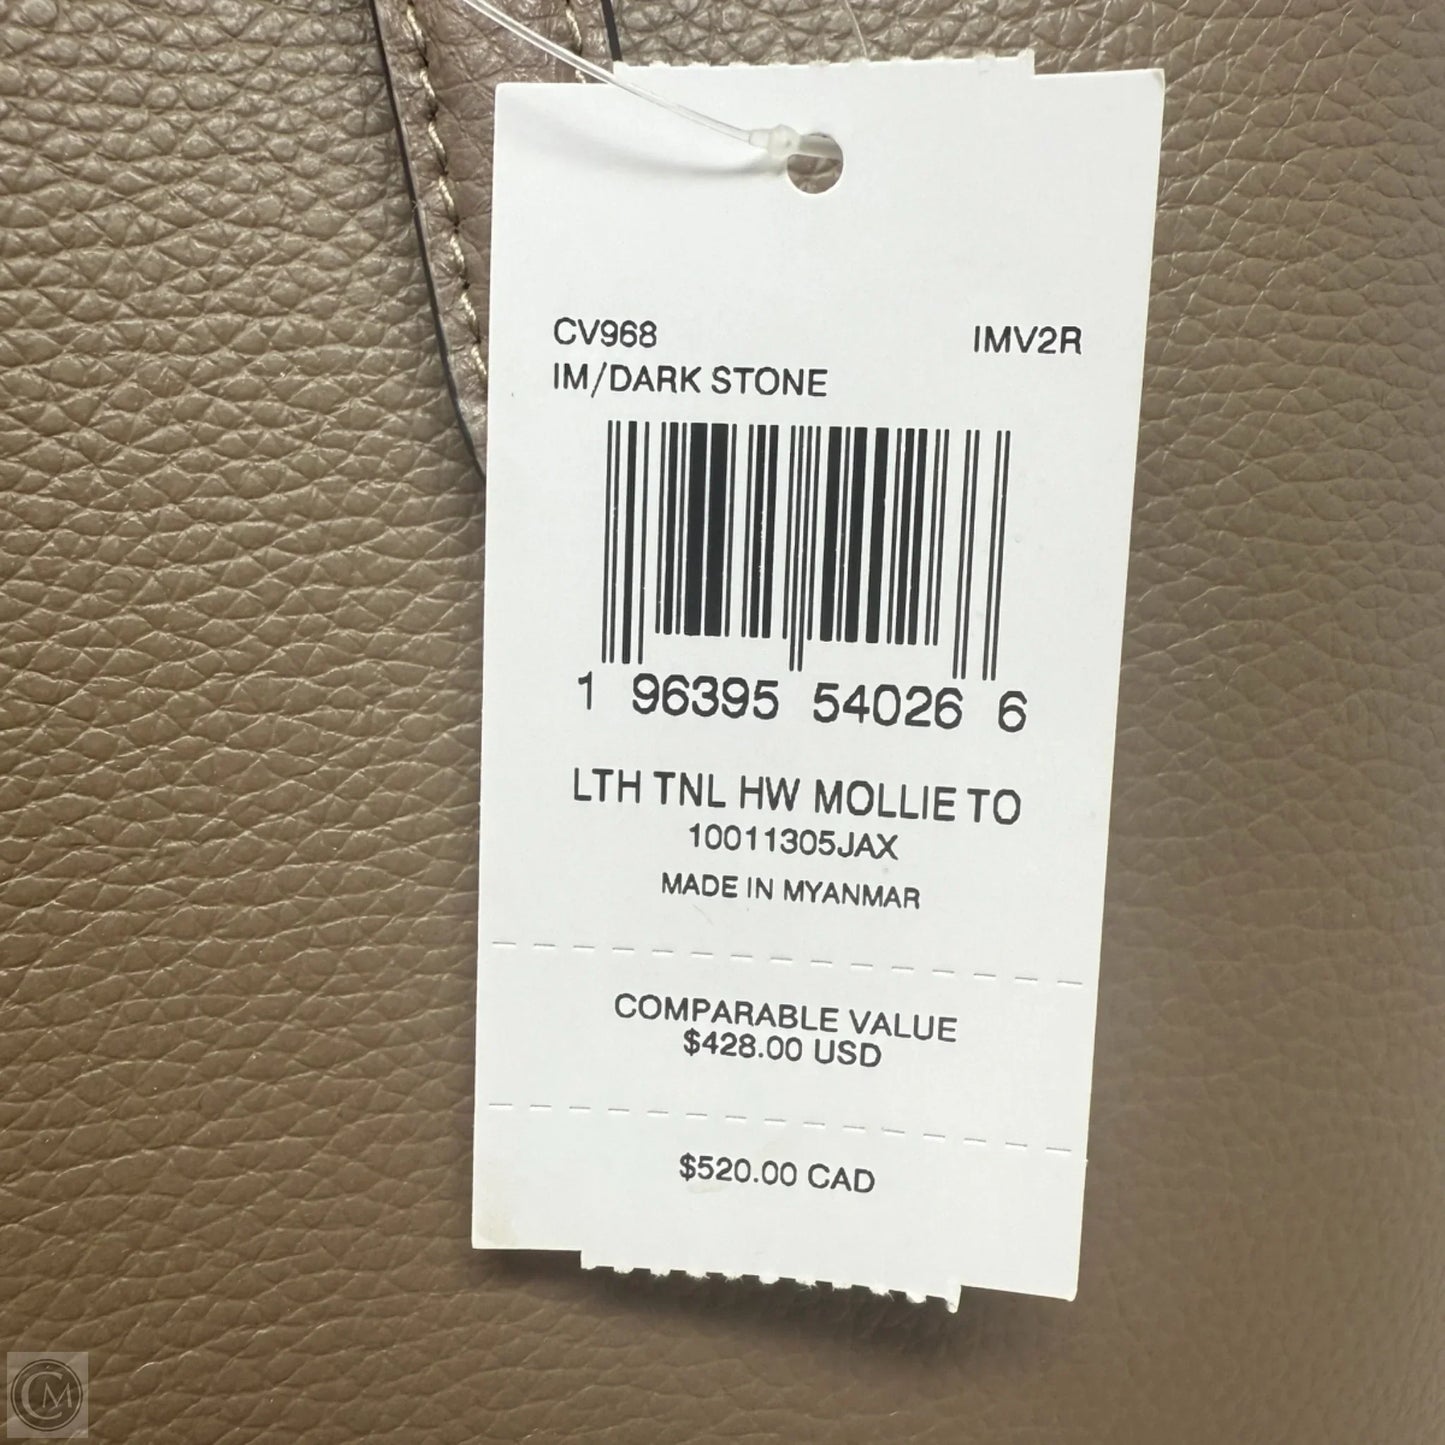 CV968 IMV2R
IM/DARK STONE
1 96395 54026 6
LTH TNL HW MOLLIE TO
10011305JAX
MADE IN MYANMAR
COMPARABLE VALUE
$428.00 USD
$520.00 CAD
CM